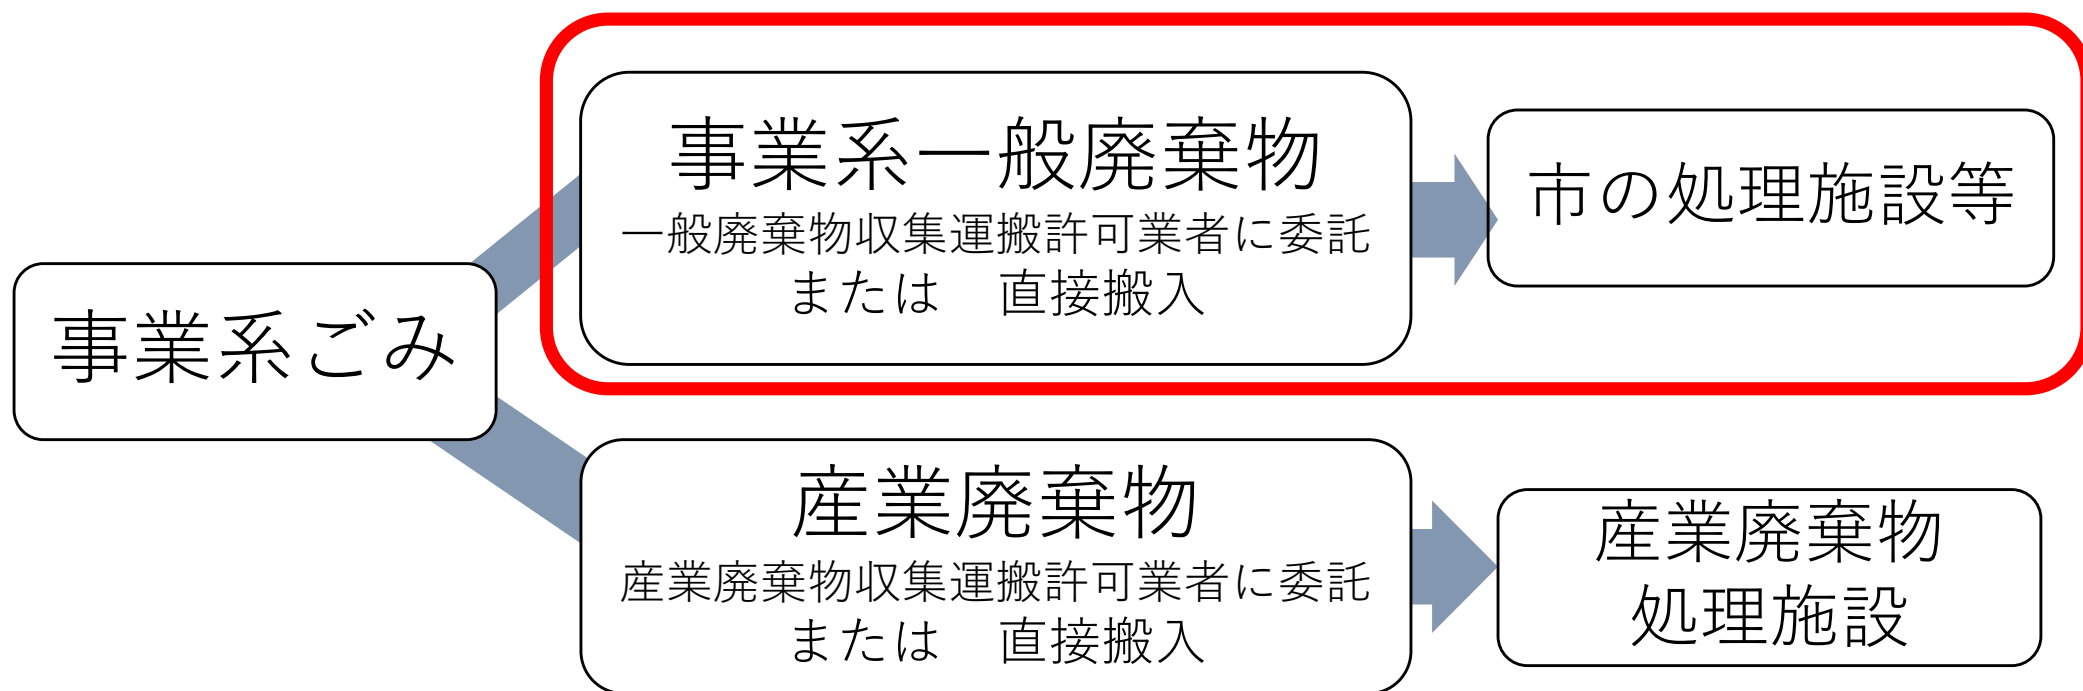 事業系ごみ
事業系一般廃棄物
一般廃棄物収集運搬許可業者に委託
または　直接搬入
市の処理施設等
産業廃棄物
産業廃棄物収集運搬許可業者に委託
または　直接搬入
産業廃棄物
処理施設